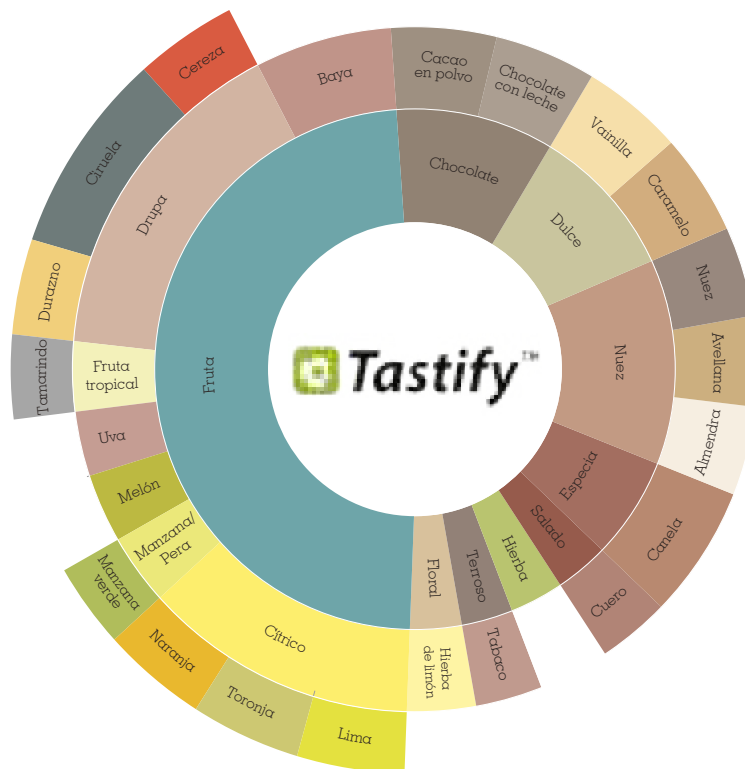 Cereza
Baya
Cacao
en polvo
Chocolate
con leche
Vainilla
Caramelo
Nuez
Avellana
Almendra
Canela
Cuero
Tabaco
Hierba
de limón
Lima
Toronja
Naranja
Manzana
verde
Tamarindo
Durazno
Ciruela
Drupa
Fruta
tropical
Uva
Melón
Manzana/
Pera
Cítrico
Fruta
Chocolate
Dulce
Nuez
Especia
Salado
Hierba
Terroso
Floral
Tastify™